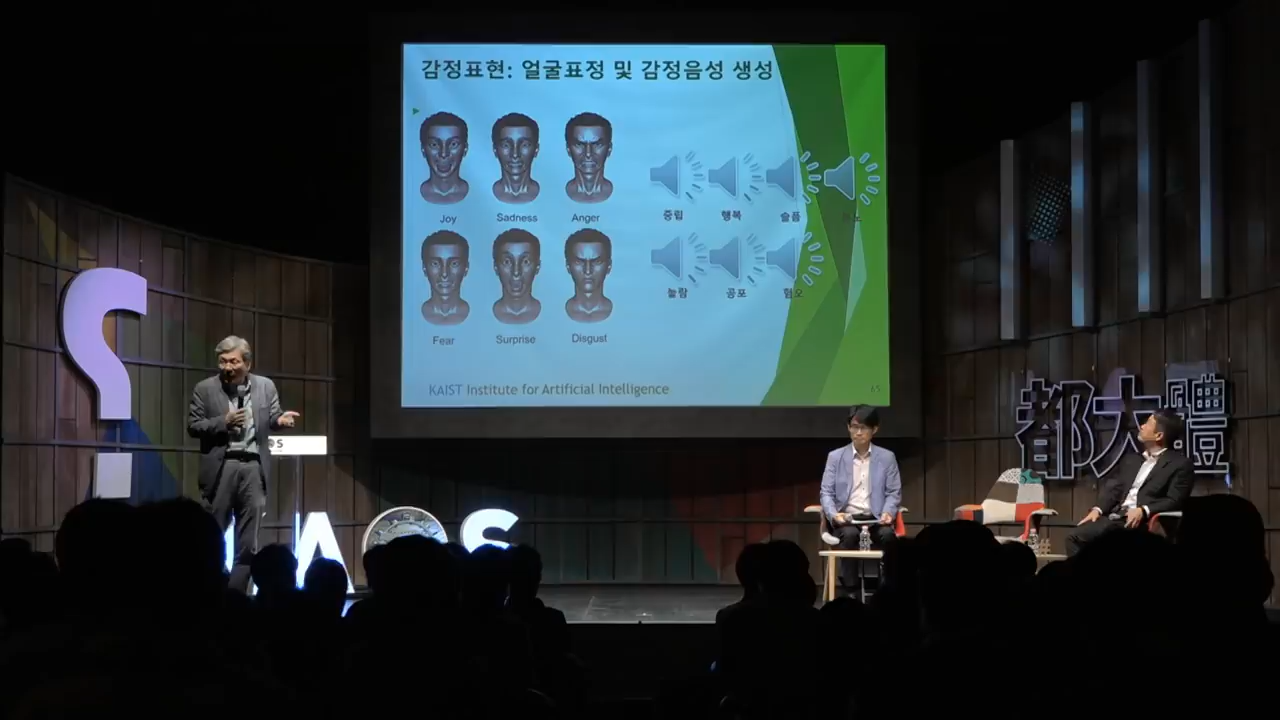 감정표현: 얼굴표정 및 감정음성 생성
Joy Sadness Anger
중립 행복 슬픔
Fear Surprise Disgust
놀람 공포 혐오
KAIST Institute for Artificial Intelligence
65
都大體
?
AOS
OS